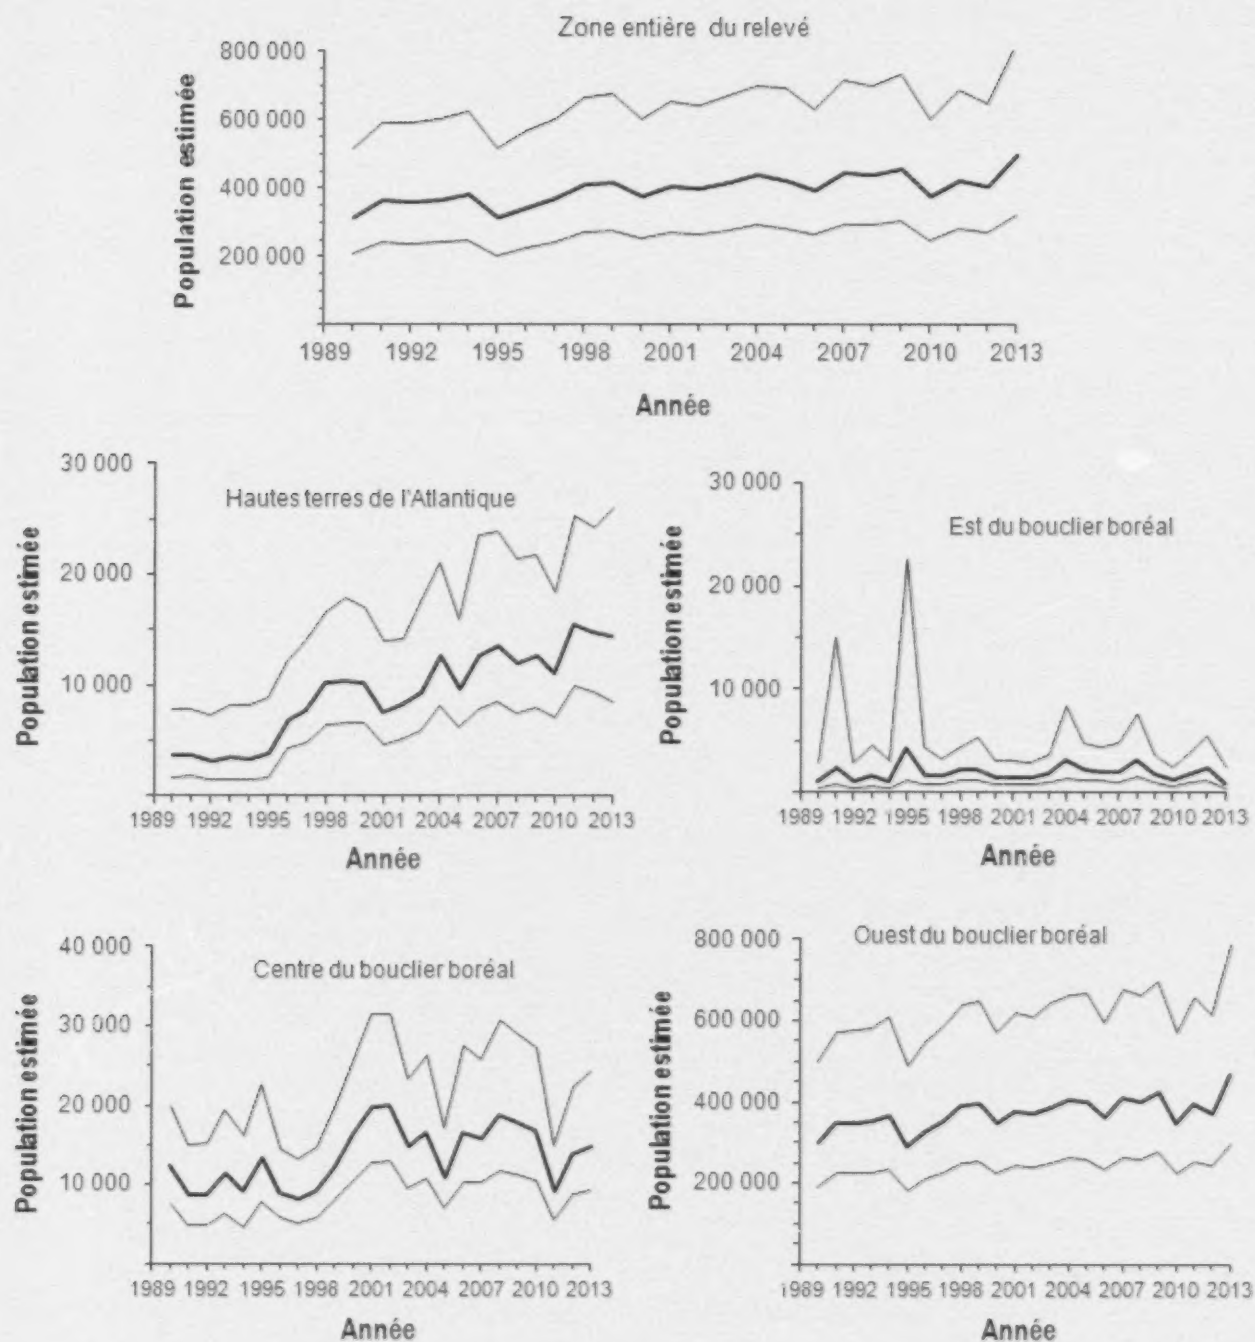 Zone entière du relevé
Population estimée
800 000
600 000
400 000
200 000
1989 1992 1995 1998 2001 2004 2007 2010 2013
Année
Hautes terres de l'Atlantique
Population estimée
30 000
20 000
10 000
1989 1992 1995 1998 2001 2004 2007 2010 2013
Année
Est du bouclier boréal
Population estimée
30 000
20 000
10 000
1989 1992 1995 1998 2001 2004 2007 2010 2013
Année
Centre du bouclier boréal
Population estimée
40 000
30 000
20 000
10 000
1989 1992 1995 1998 2001 2004 2007 2010 2013
Année
Ouest du bouclier boréal
Population estimée
800 000
600 000
400 000
200 000
1989 1992 1995 1998 2001 2004 2007 2010 2013
Année